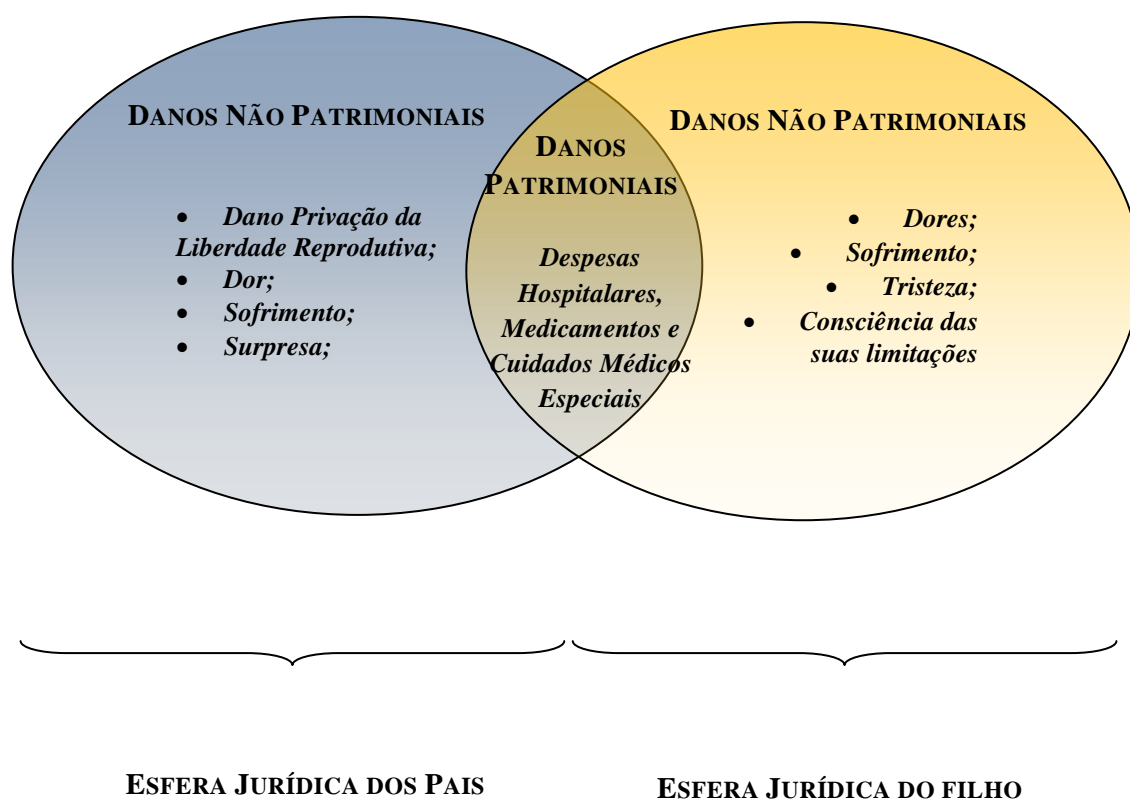 DANOS NÃO PATRIMONIAIS
• Dano Privação da
Liberdade Reprodutiva;
• Dor;
• Sofrimento;
• Surpresa;
DANOS
PATRIMONIAIS
Despesas
Hospitalares,
Medicamentos e
Cuidados Médicos
Especiais
DANOS NÃO PATRIMONIAIS
• Dores;
• Sofrimento;
• Tristeza;
• Consciência das
suas limitações
ESFERA JURÍDICA DOS PAIS
ESFERA JURÍDICA DO FILHO